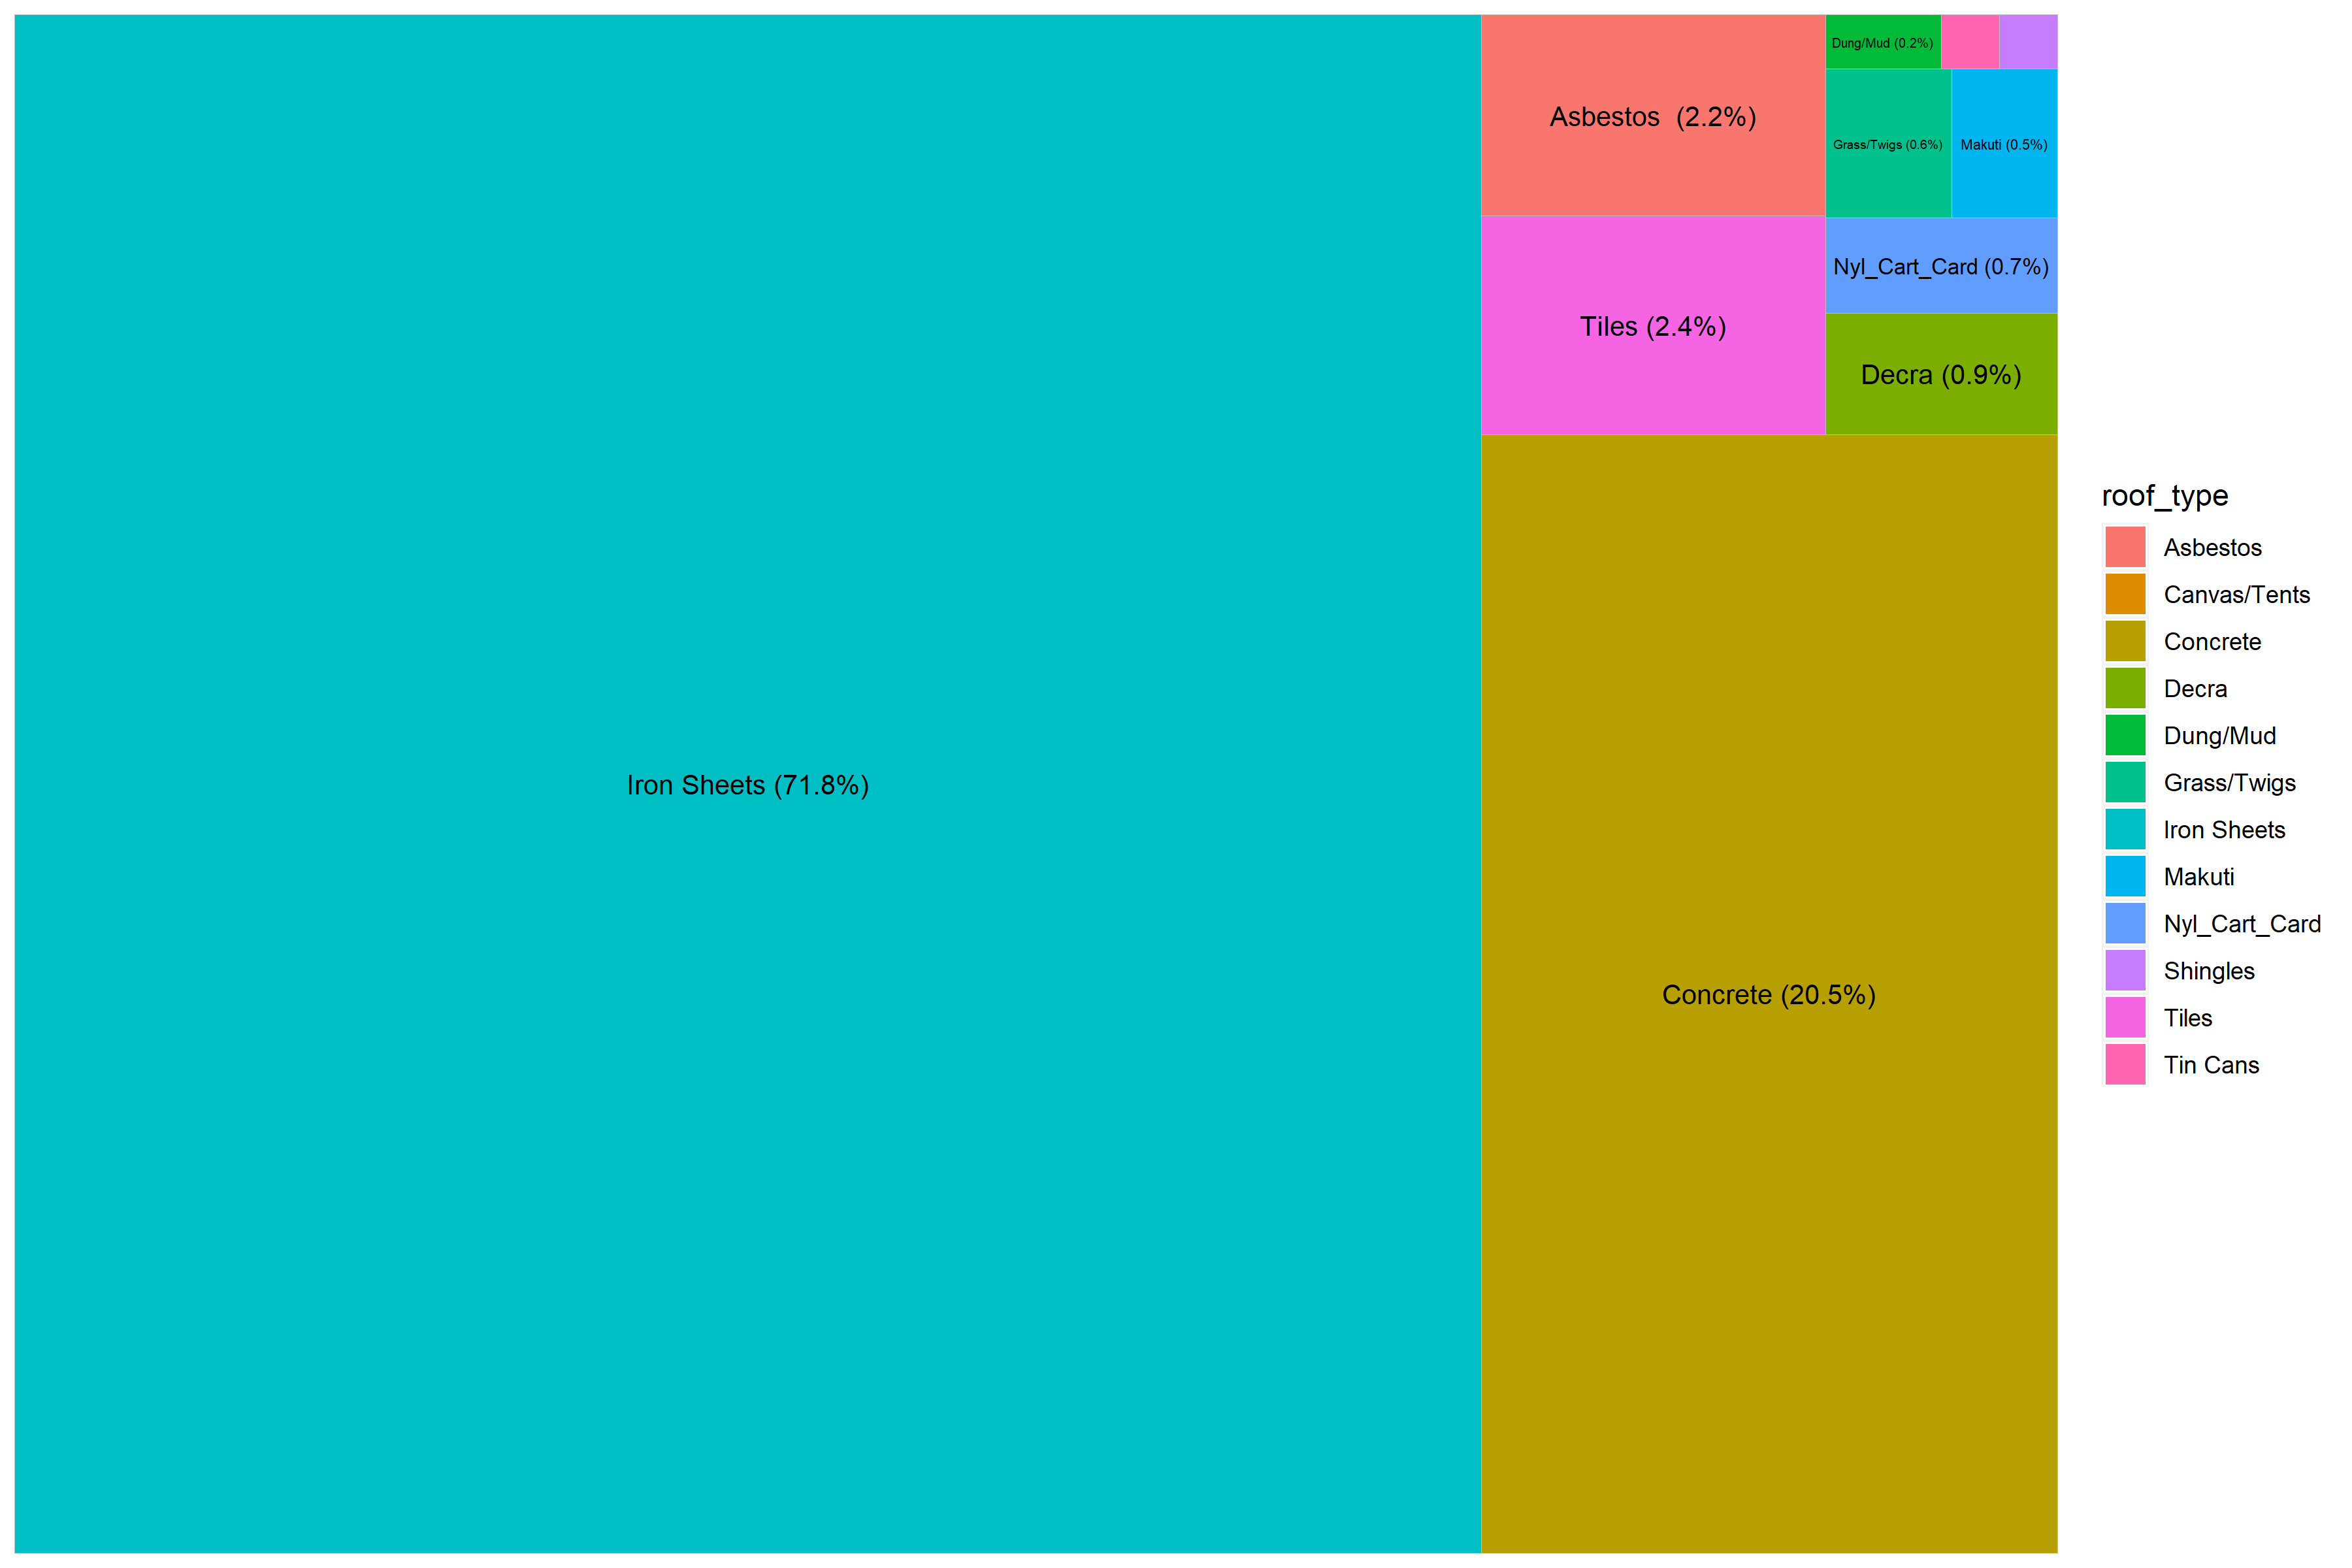 Dung/Mud (0.2%)
Asbestos  (2.2%)
Grass/Twigs (0.6%)
Makuti (0.5%)
Nyl_Cart_Card (0.7%)
Tiles (2.4%)
Decra (0.9%)
Iron Sheets (71.8%)
Concrete (20.5%)
roof_type
Asbestos
Canvas/Tents
Concrete
Decra
Dung/Mud
Grass/Twigs
Iron Sheets
Makuti
Nyl_Cart_Card
Shingles
Tiles
Tin Cans